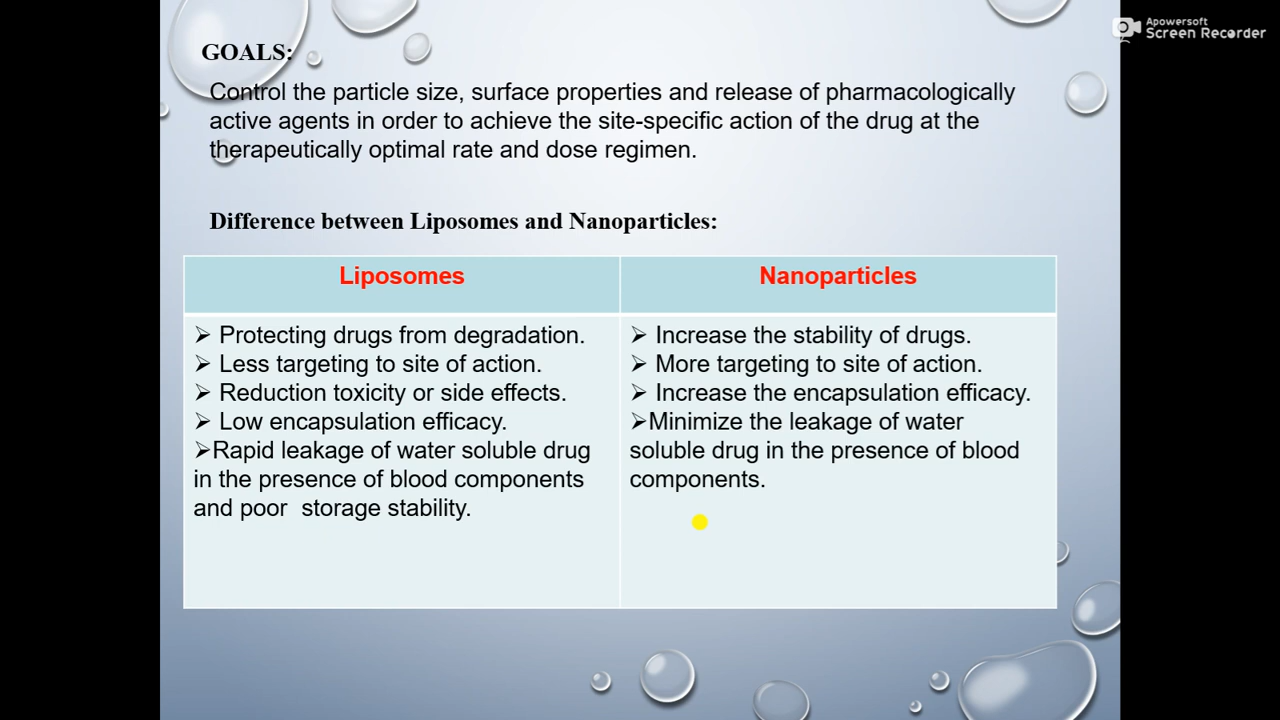 Apowersoft
Screen Recorder
GOALS:
Control the particle size, surface properties and release of pharmacologically
active agents in order to achieve the site-specific action of the drug at the
therapeutically optimal rate and dose regimen.
Difference between Liposomes and Nanoparticles:
Liposomes
➢ Protecting drugs from degradation.
➢ Less targeting to site of action.
➢ Reduction toxicity or side effects.
➢ Low encapsulation efficacy.
➢Rapid leakage of water soluble drug
in the presence of blood components
and poor  storage stability.
Nanoparticles
➢ Increase the stability of drugs.
➢ More targeting to site of action.
➢ Increase the encapsulation efficacy.
➢Minimize the leakage of water
soluble drug in the presence of blood
components.